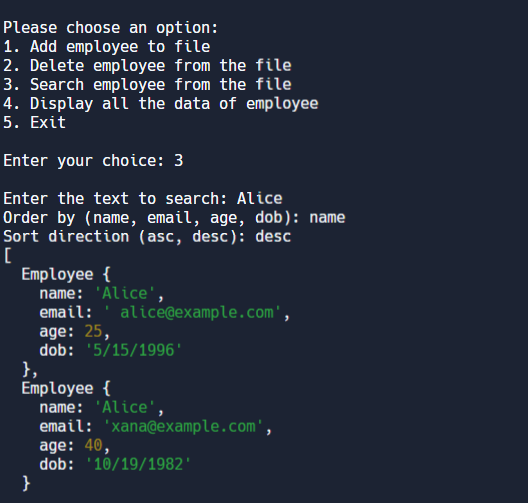 Please choose an option:
1. Add employee to file
2. Delete employee from the file
3. Search employee from the file
4. Display all the data of employee
5. Exit

Enter your choice: 3

Enter the text to search: Alice
Order by (name, email, age, dob): name
Sort direction (asc, desc): desc
[
  Employee {
    name: 'Alice',
    email: ' alice@example.com',
    age: 25,
    dob: '5/15/1996'
  },
  Employee {
    name: 'Alice',
    email: 'xana@example.com',
    age: 40,
    dob: '10/19/1982'
  }